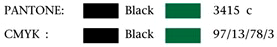 PANTONE: Black 3415 c
CMYK : Black 97/13/78/3